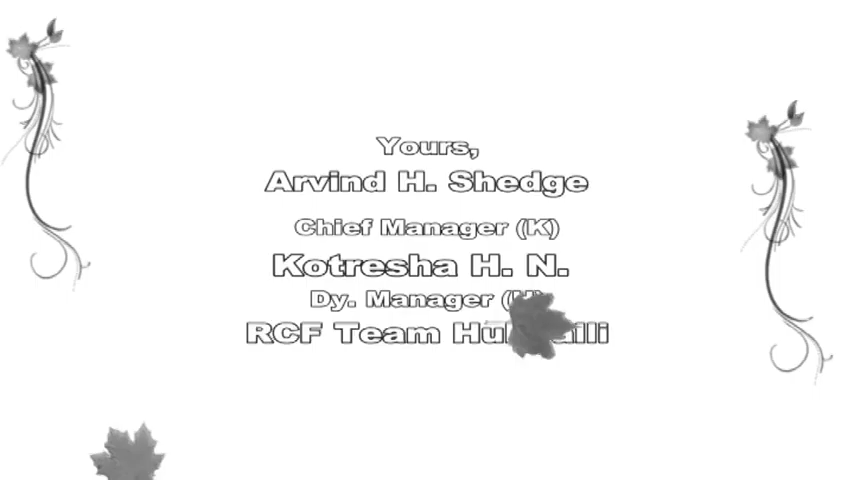 Yours,
Arvind H. Shedge
Chief Manager (K)
Kotresha H. N.
Dy. Manager
RCF Team